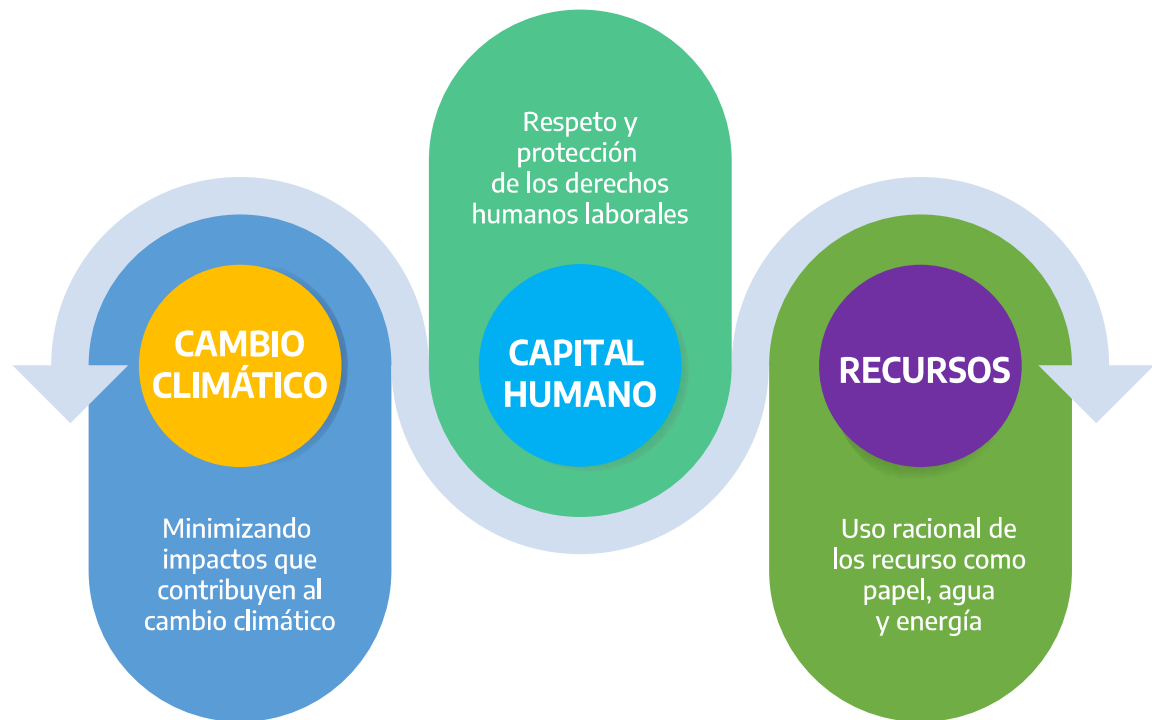 CAMBIO
CLIMÁTICO
Minimizando
impactos que
contribuyen al
cambio climático
Respeto y
protección
de los derechos
humanos laborales
CAPITAL
HUMANO
RECURSOS
Uso racional de
los recurso como
papel, agua
y energía